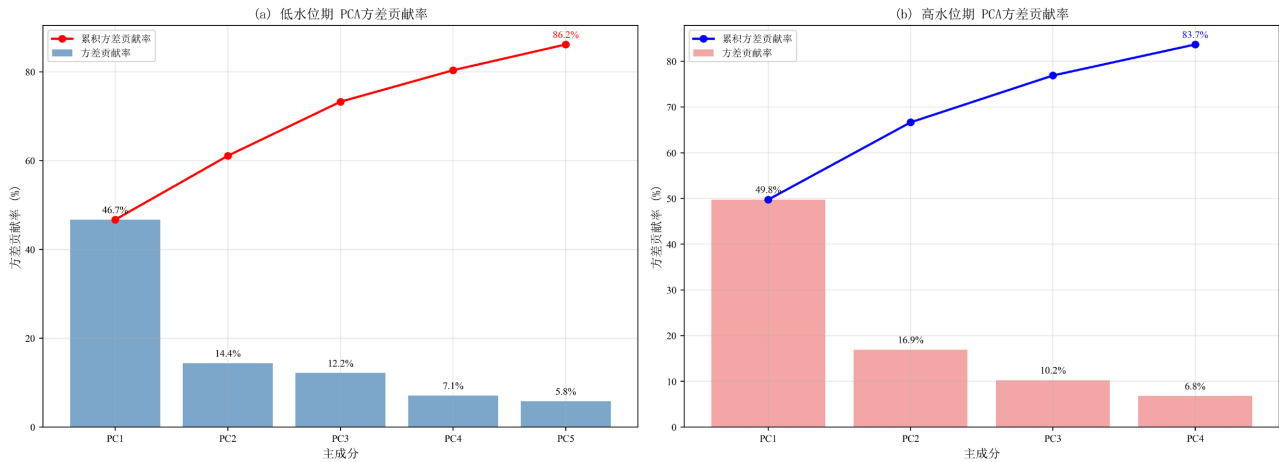 (a) 低水位期 PCA方差贡献率
累积方差贡献率
方差贡献率
86.2%
46.7%
14.4%
12.2%
7.1%
5.8%
80
60
40
20
0
方差贡献率 (%)
PC1 PC2 PC3 PC4 PC5
主成分
(b) 高水位期 PCA方差贡献率
累积方差贡献率
方差贡献率
83.7%
49.8%
16.9%
10.2%
6.8%
80
70
60
50
40
30
20
10
0
方差贡献率 (%)
PC1 PC2 PC3 PC4
主成分